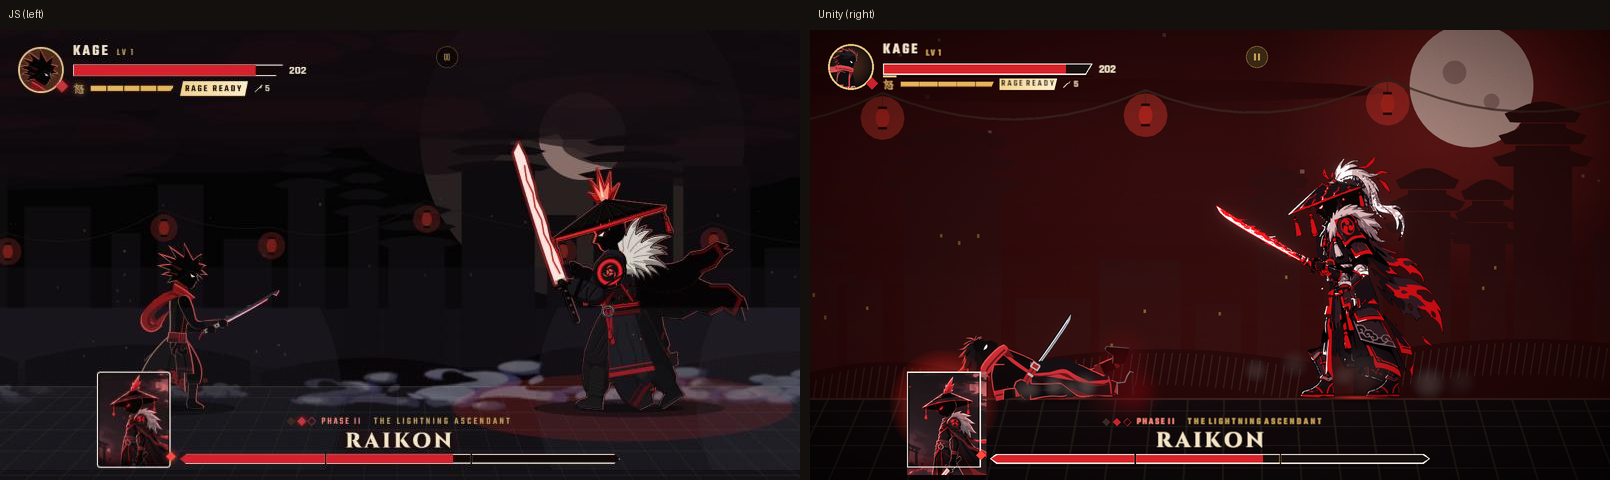 JS (left)
KAGE LV 1
202
RAGE READY 5
PHASE II THE LIGHTNING ASCENDANT
RAIKON
Unity (right)
KAGE LV 1
202
RAGE READY 5
PHASE II THE LIGHTNING ASCENDANT
RAIKON